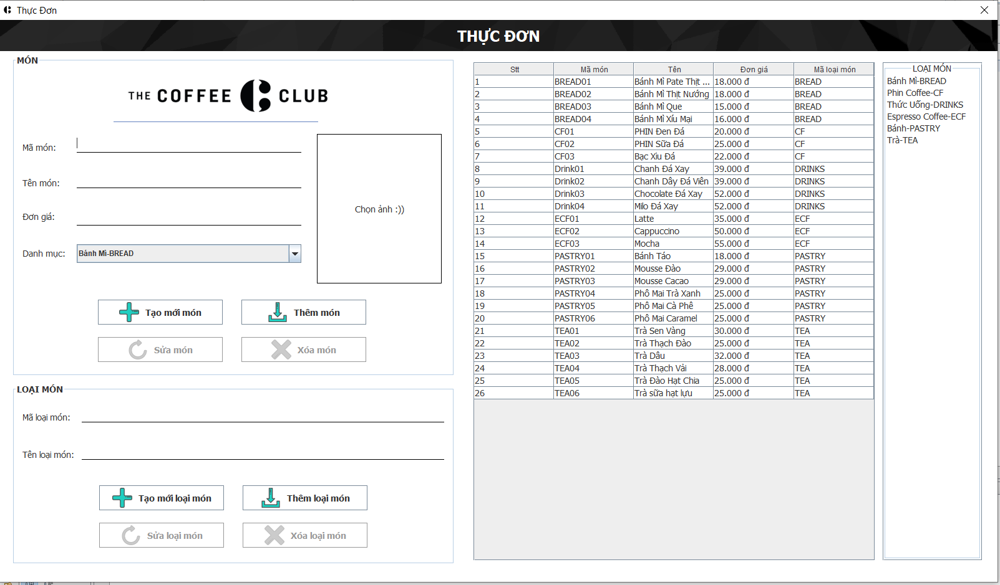 Thực Đơn
THỰC ĐƠN
MÓN
THE COFFEE CLUB
Mã món:
Tên món:
Đơn giá:
Danh mục: Bánh Mì-BREAD
Chọn ảnh :))
Tạo mới món Thêm món
Sửa món Xóa món
LOẠI MÓN
Mã loại món:
Tên loại món:
Tạo mới loại món Thêm loại món
Sửa loại món Xóa loại món
Stt Mã món Tên Đơn giá Mã loại món
1 BREAD01 Bánh Mì Pate Thịt ... 18.000 đ BREAD
2 BREAD02 Bánh Mì Thịt Nướng 18.000 đ BREAD
3 BREAD03 Bánh Mì Que 15.000 đ BREAD
4 BREAD04 Bánh Mì Xíu Mại 16.000 đ BREAD
5 CF01 PHIN Đen Đá 20.000 đ CF
6 CF02 PHIN Sữa Đá 25.000 đ CF
7 CF03 Bạc Xiu Đá 22.000 đ CF
8 Drink01 Chanh Đá Xay 39.000 đ DRINKS
9 Drink02 Chanh Dây Đá Viên 39.000 đ DRINKS
10 Drink03 Chocolate Đá Xay 52.000 đ DRINKS
11 Drink04 Milo Đá Xay 52.000 đ DRINKS
12 ECF01 Latte 35.000 đ ECF
13 ECF02 Cappuccino 50.000 đ ECF
14 ECF03 Mocha 55.000 đ ECF
15 PASTRY01 Bánh Táo 18.000 đ PASTRY
16 PASTRY02 Mousse Đào 29.000 đ PASTRY
17 PASTRY03 Mousse Cacao 29.000 đ PASTRY
18 PASTRY04 Phô Mai Trà Xanh 25.000 đ PASTRY
19 PASTRY05 Phô Mai Cà Phê 25.000 đ PASTRY
20 PASTRY06 Phô Mai Caramel 25.000 đ PASTRY
21 TEA01 Trà Sen Vàng 30.000 đ TEA
22 TEA02 Trà Thạch Đào 25.000 đ TEA
23 TEA03 Trà Dâu 32.000 đ TEA
24 TEA04 Trà Thạch Vải 28.000 đ TEA
25 TEA05 Trà Đào Hạt Chia 25.000 đ TEA
26 TEA06 Trà sữa hạt lựu 25.000 đ TEA
LOẠI MÓN
Bánh Mì-BREAD
Phin Coffee-CF
Thức Uống-DRINKS
Espresso Coffee-ECF
Bánh-PASTRY
Trà-TEA